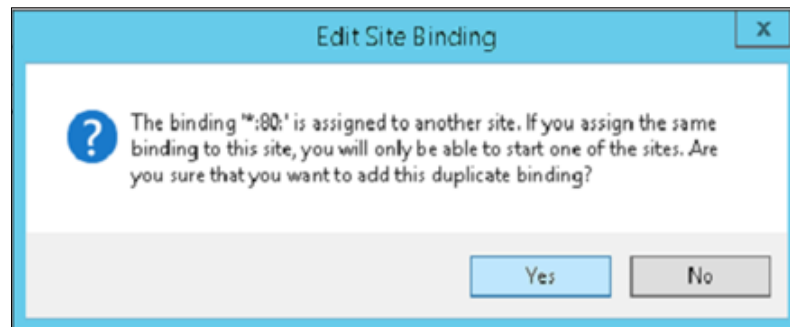 Edit Site Binding
x
?
The binding '*:80:' is assigned to another site. If you assign the same
binding to this site, you will only be able to start one of the sites. Are
you sure that you want to add this duplicate binding?
Yes
No